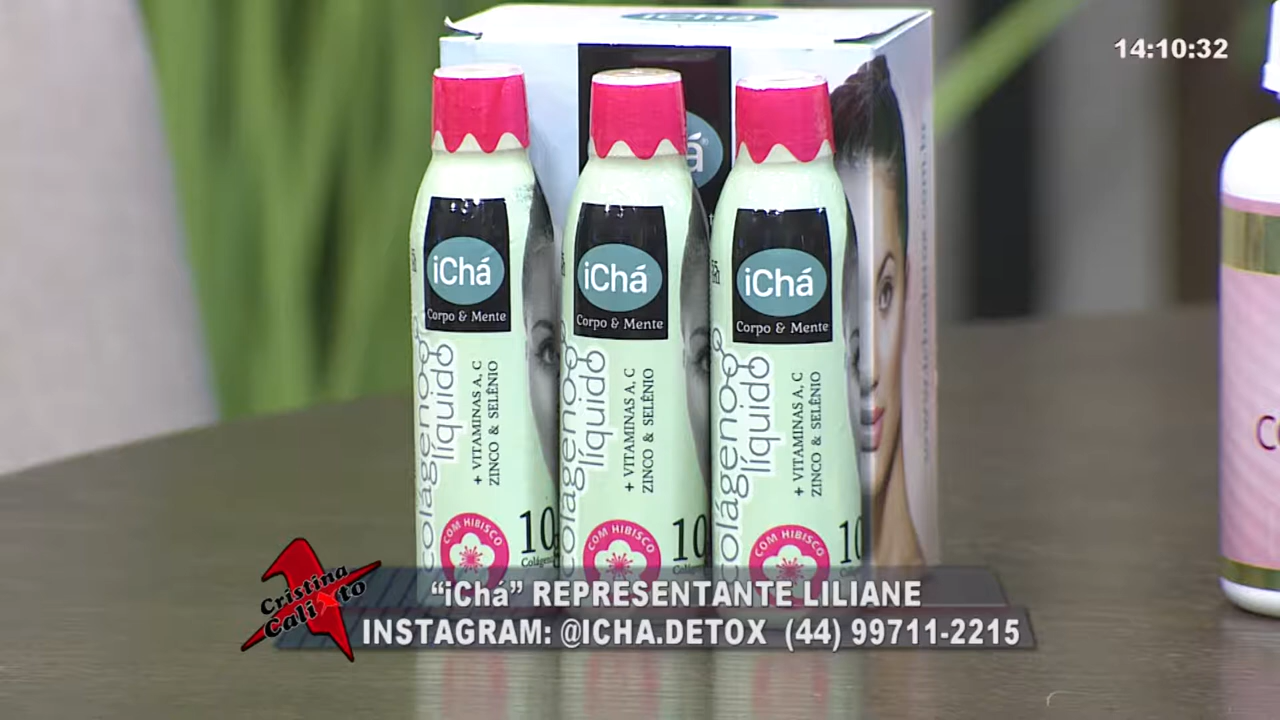 iChá
14:10:32
á
iChá
Corpo & Mente
colágeno
líquido
+ VITAMINAS A, C
ZINCO & SELÊNIO
COM HIBISCO
10
iChá
Corpo & Mente
colágeno
líquido
+ VITAMINAS A, C
ZINCO & SELÊNIO
COM HIBISCO
10
iChá
Corpo & Mente
colágeno
líquido
+ VITAMINAS A, C
ZINCO & SELÊNIO
COM HIBISCO
10
Cristina
Calixto
“iChá” REPRESENTANTE LILIANE
INSTAGRAM: @ICHA.DETOX (44) 99711-2215